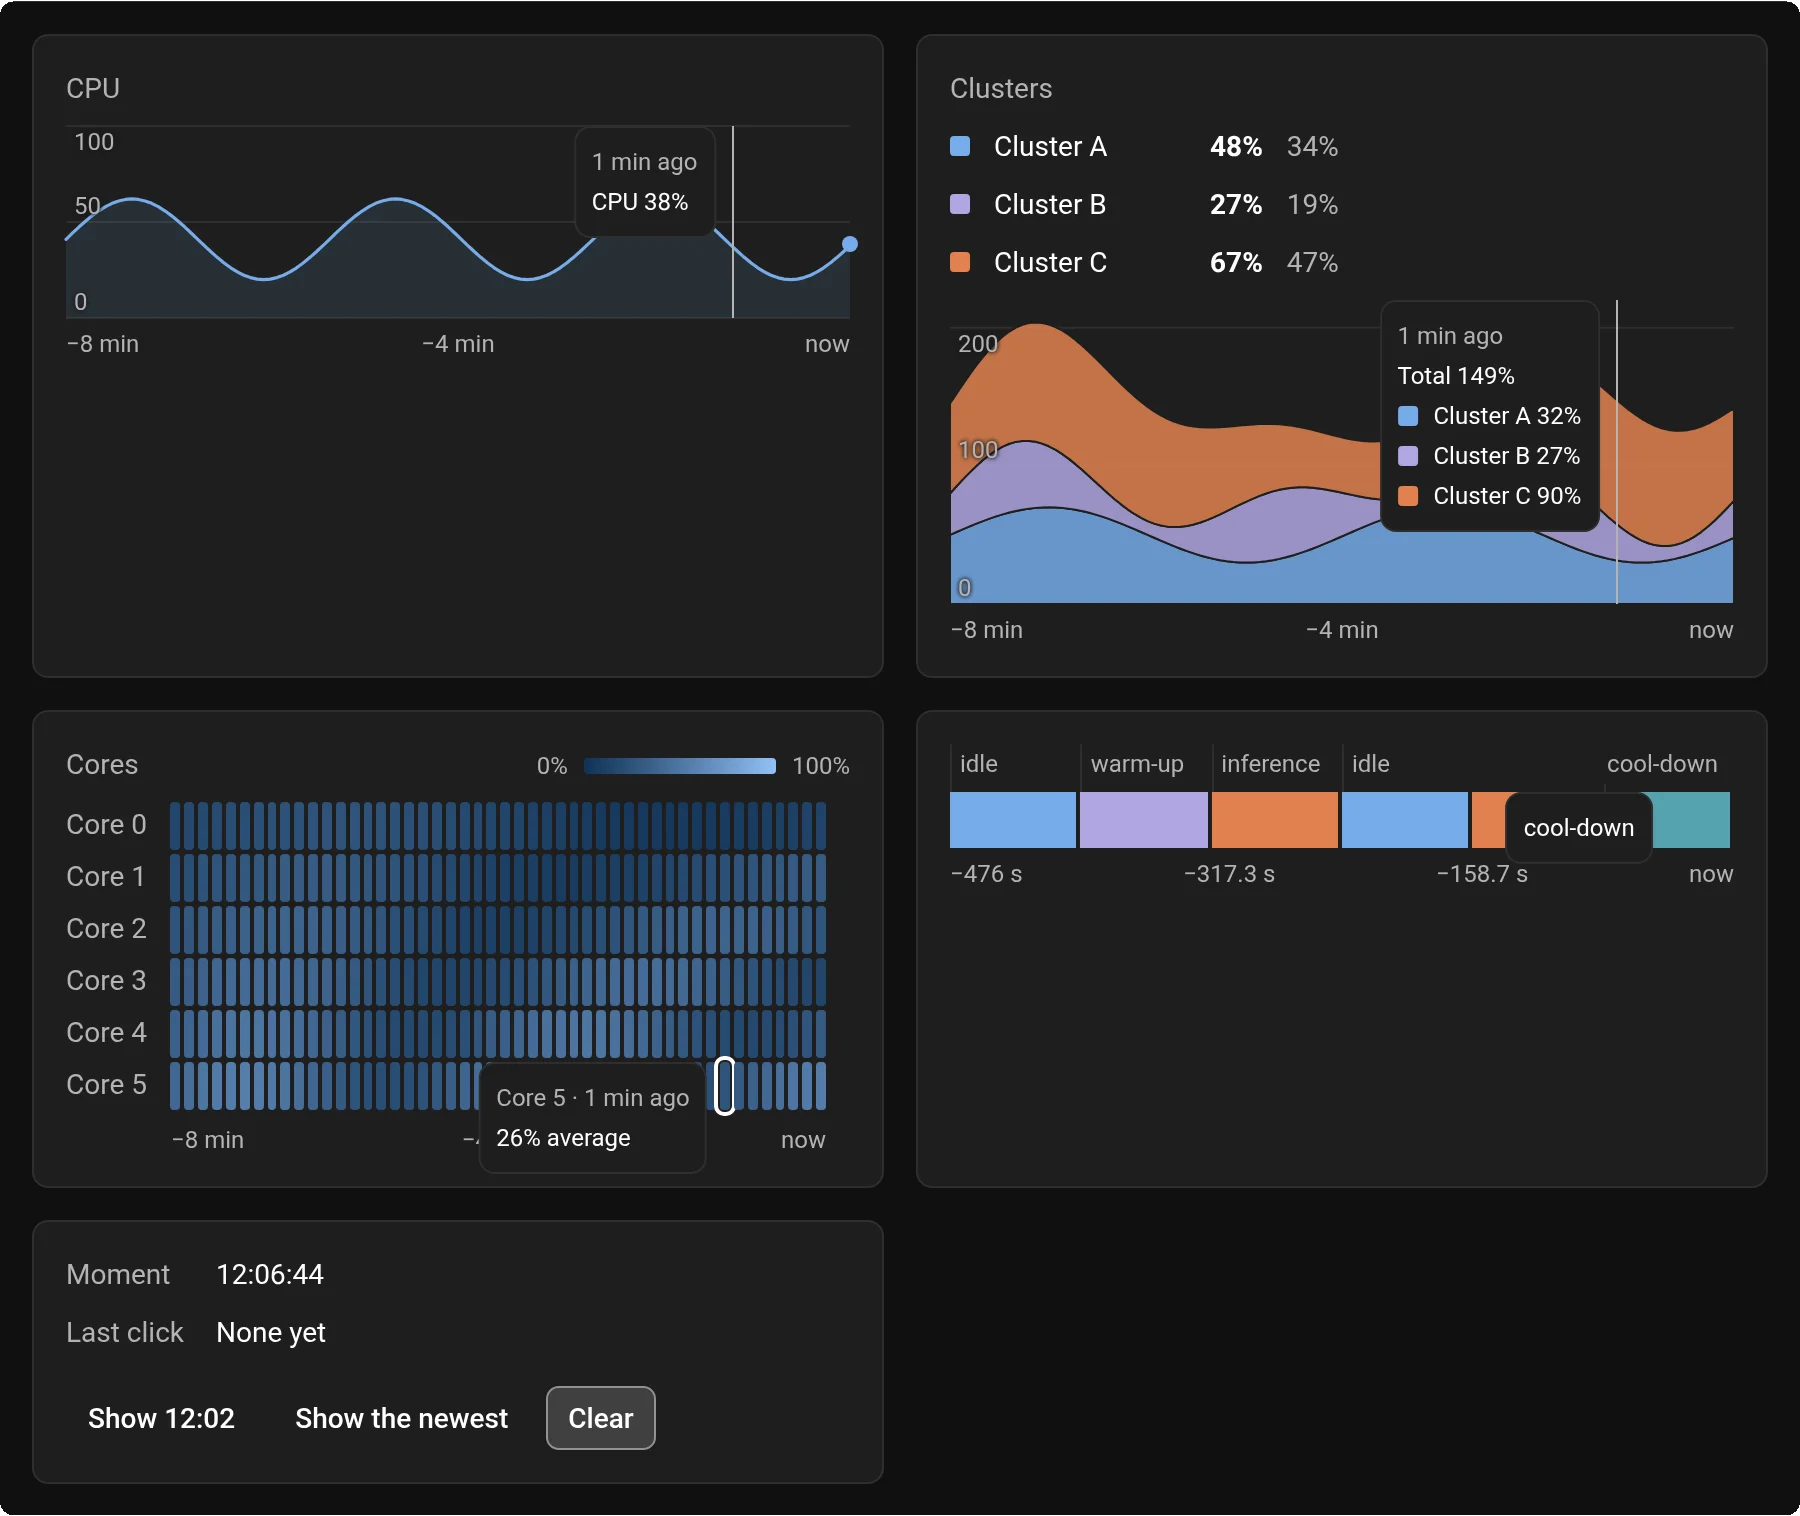 CPU
100
50
0
1 min ago
CPU 38%
−8 min −4 min now
Clusters
Cluster A 48% 34%
Cluster B 27% 19%
Cluster C 67% 47%
200
100
0
1 min ago
Total 149%
Cluster A 32%
Cluster B 27%
Cluster C 90%
−8 min −4 min now
Cores 0% 100%
Core 0
Core 1
Core 2
Core 3
Core 4
Core 5
Core 5 · 1 min ago
26% average
−8 min now
idle warm-up inference idle cool-down
cool-down
−476 s −317.3 s −158.7 s now
Moment 12:06:44
Last click None yet
Show 12:02 Show the newest Clear